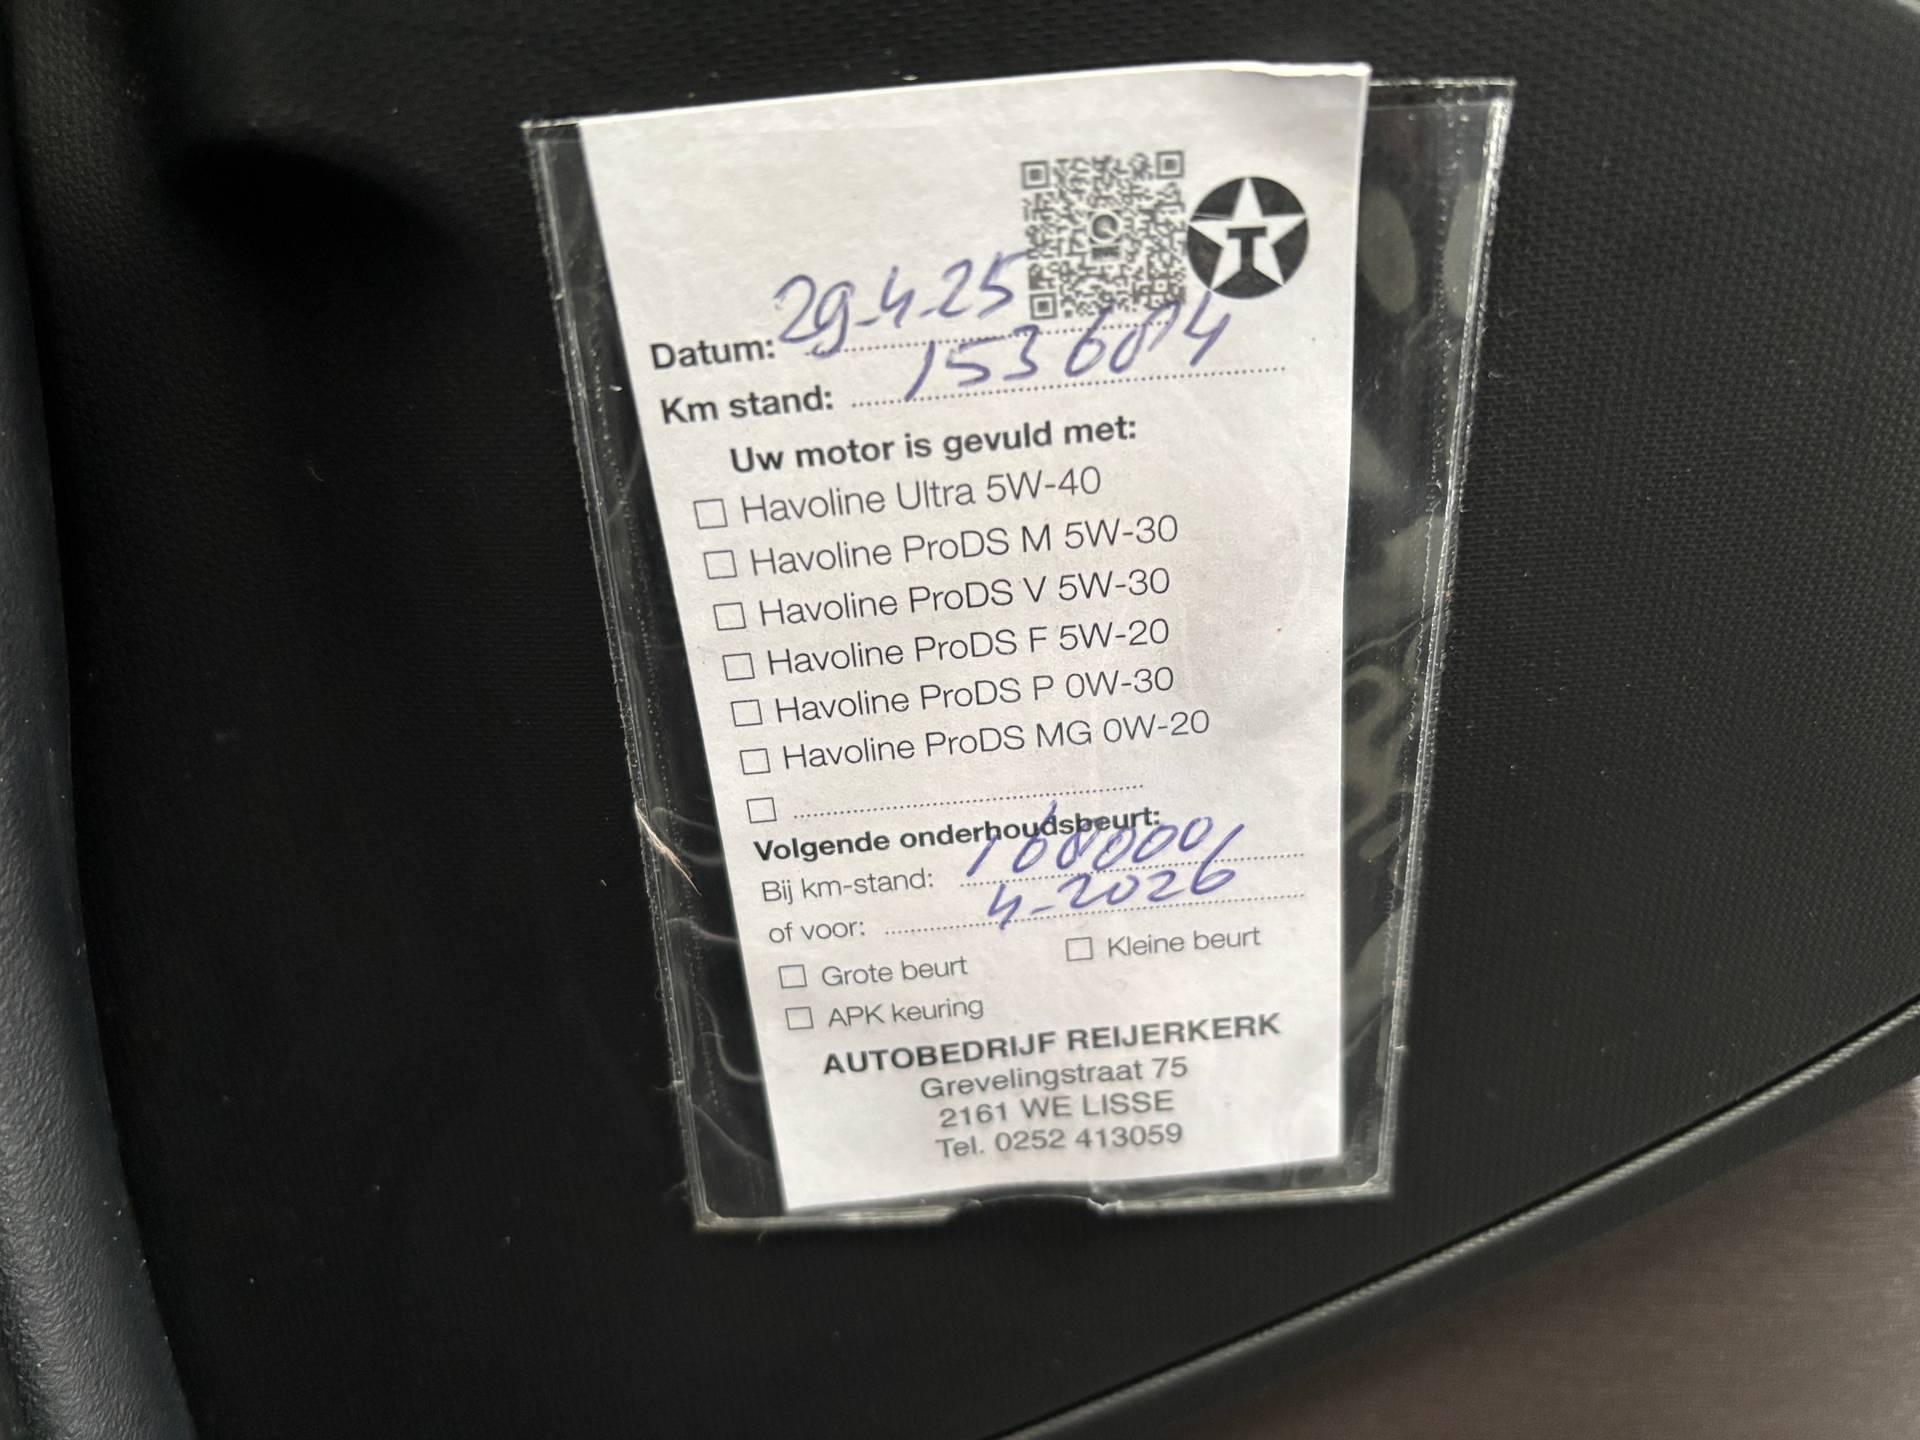 Datum: 29-4-25
Km stand: 153604
Uw motor is gevuld met:
Havoline Ultra 5W-40
Havoline ProDS M 5W-30
Havoline ProDS V 5W-30
Havoline ProDS F 5W-20
Havoline ProDS P 0W-30
Havoline ProDS MG 0W-20
Volgende onderhoudsbeurt:
Bij km-stand: 168000
of voor: 4-2026
Grote beurt Kleine beurt
APK keuring
AUTOBEDRIJF REIJERKERK
Grevelingstraat 75
2161 WE LISSE
Tel. 0252 413059